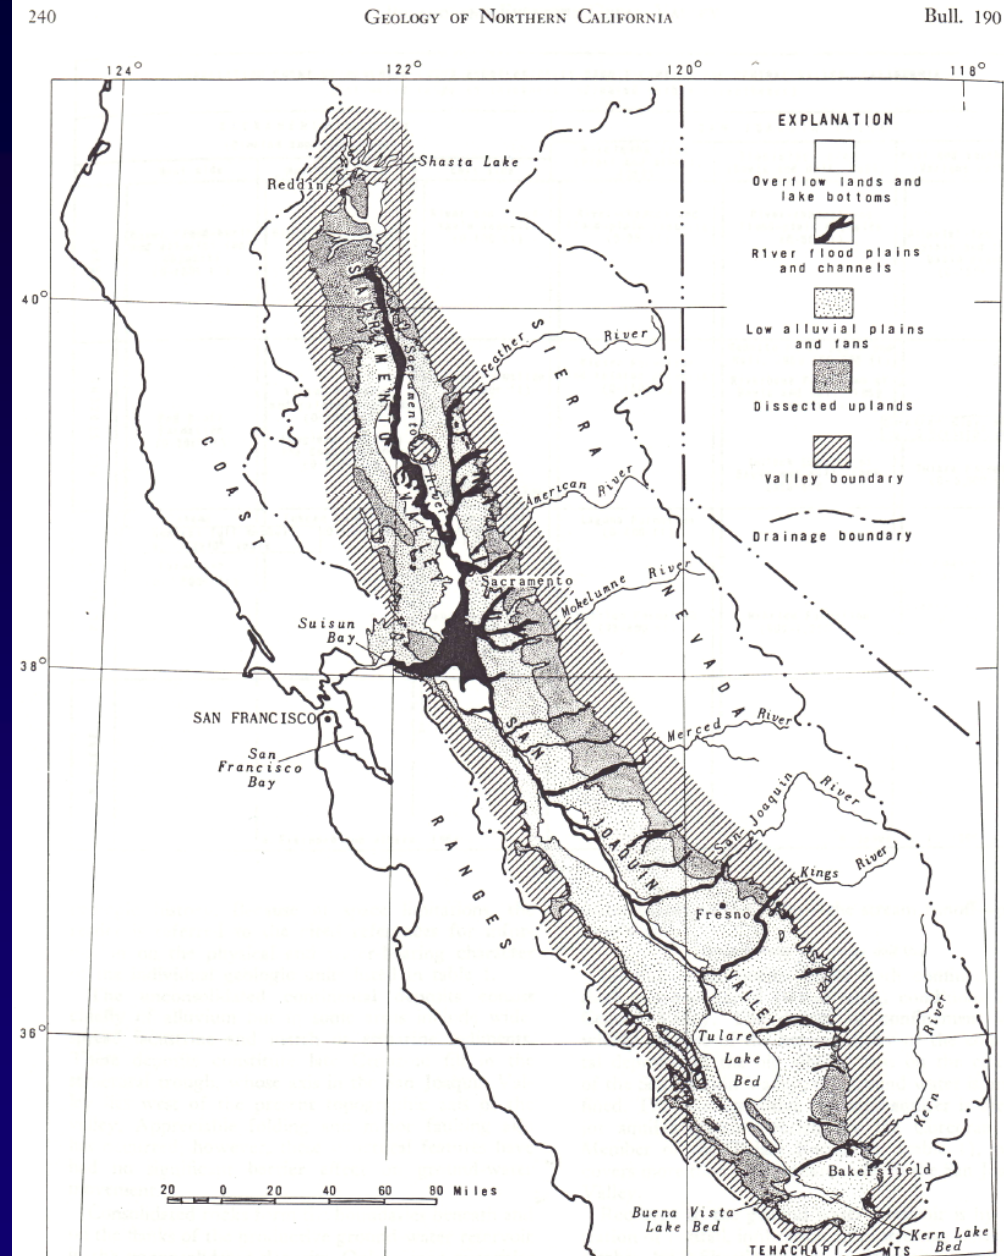 240
GEOLOGY OF NORTHERN CALIFORNIA
Bull. 190
124°
122°
120°
118°
EXPLANATION
Overflow lands and
lake bottoms
River flood plains
and channels
Low alluvial plains
and fans
Dissected uplands
Valley boundary
Drainage boundary
Shasta Lake
Redding
40°
SACRAMENTO VALLEY
Sacramento River
Feather River
SIERRA NEVADA
American River
COAST RANGES
Sacramento
Mokelumne River
Suisun
Bay
38°
SAN FRANCISCO
San
Francisco
Bay
SAN JOAQUIN VALLEY
Merced River
San Joaquin River
Kings River
Fresno
36°
Tulare
Lake
Bed
Kern River
Bakersfield
20 0 20 40 60 80 Miles
Buena Vista
Lake Bed
Kern Lake
Bed
TEHACHAPI MTS